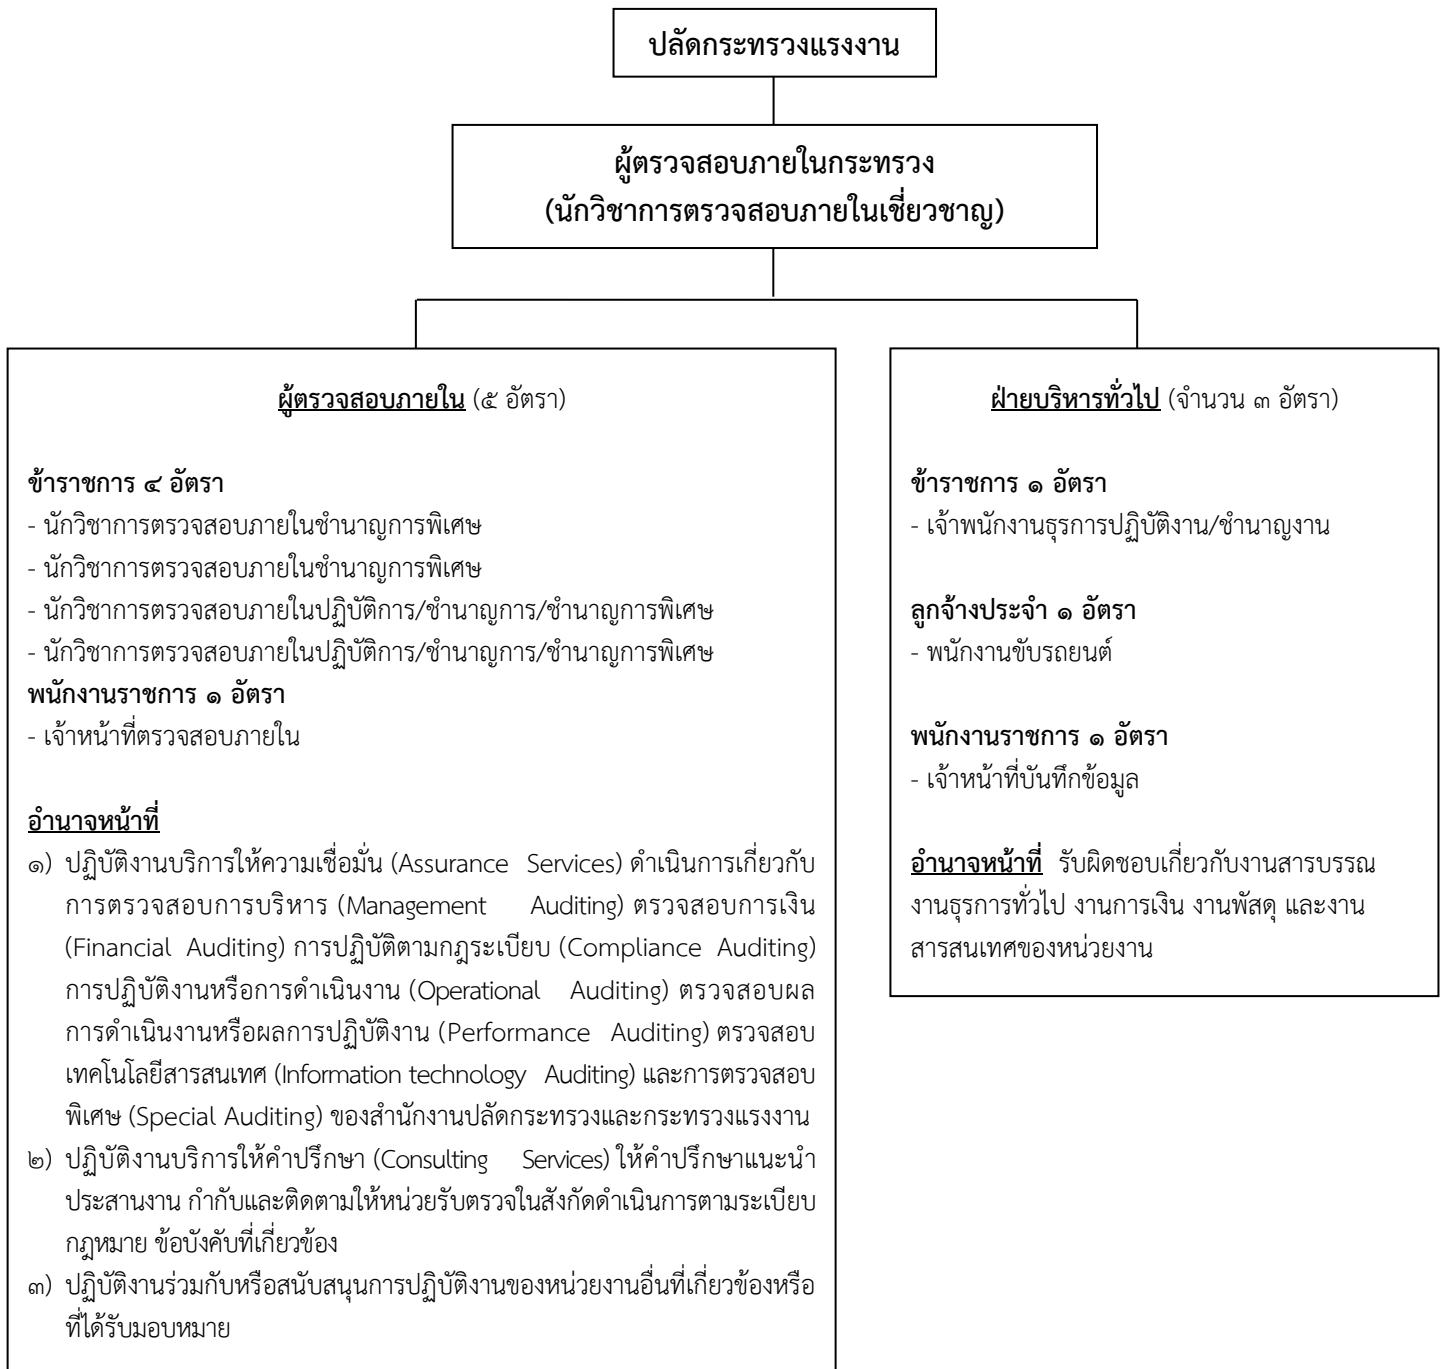 ปลัดกระทรวงแรงงาน
ผู้ตรวจสอบภายในกระทรวง
(นักวิชาการตรวจสอบภายในเชี่ยวชาญ)
ผู้ตรวจสอบภายใน (๕ อัตรา)
ข้าราชการ ๔ อัตรา
- นักวิชาการตรวจสอบภายในชำนาญการพิเศษ
- นักวิชาการตรวจสอบภายในชำนาญการพิเศษ
- นักวิชาการตรวจสอบภายในปฏิบัติการ/ชำนาญการ/ชำนาญการพิเศษ
- นักวิชาการตรวจสอบภายในปฏิบัติการ/ชำนาญการ/ชำนาญการพิเศษ
พนักงานราชการ ๑ อัตรา
- เจ้าหน้าที่ตรวจสอบภายใน
อำนาจหน้าที่
๑) ปฏิบัติงานบริการให้ความเชื่อมั่น (Assurance Services) ดำเนินการเกี่ยวกับ
การตรวจสอบการบริหาร (Management Auditing) ตรวจสอบการเงิน
(Financial Auditing) การปฏิบัติตามกฎระเบียบ (Compliance Auditing)
การปฏิบัติงานหรือการดำเนินงาน (Operational Auditing) ตรวจสอบผล
การดำเนินงานหรือผลการปฏิบัติงาน (Performance Auditing) ตรวจสอบ
เทคโนโลยีสารสนเทศ (Information technology Auditing) และการตรวจสอบ
พิเศษ (Special Auditing) ของสำนักงานปลัดกระทรวงและกระทรวงแรงงาน
๒) ปฏิบัติงานบริการให้คำปรึกษา (Consulting Services) ให้คำปรึกษาแนะนำ
ประสานงาน กำกับและติดตามให้หน่วยรับตรวจในสังกัดดำเนินการตามระเบียบ
กฎหมาย ข้อบังคับที่เกี่ยวข้อง
๓) ปฏิบัติงานร่วมกับหรือสนับสนุนการปฏิบัติงานของหน่วยงานอื่นที่เกี่ยวข้องหรือ
ที่ได้รับมอบหมาย
ฝ่ายบริหารทั่วไป (จำนวน ๓ อัตรา)
ข้าราชการ ๑ อัตรา
- เจ้าพนักงานธุรการปฏิบัติงาน/ชำนาญงาน
ลูกจ้างประจำ ๑ อัตรา
- พนักงานขับรถยนต์
พนักงานราชการ ๑ อัตรา
- เจ้าหน้าที่บันทึกข้อมูล
อำนาจหน้าที่ รับผิดชอบเกี่ยวกับงานสารบรรณ
งานธุรการทั่วไป งานการเงิน งานพัสดุ และงาน
สารสนเทศของหน่วยงาน